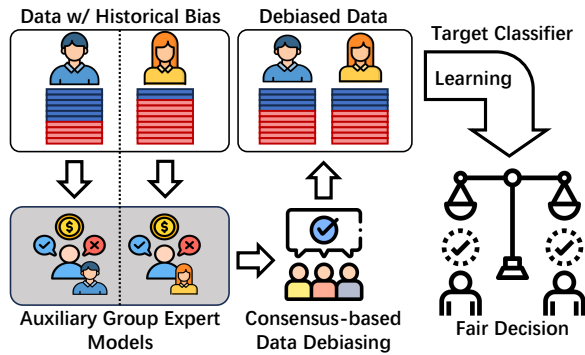 Data w/ Historical Bias
Debiased Data
Target Classifier
Learning
$
$
Auxiliary Group Expert
Models
Consensus-based
Data Debiasing
Fair Decision